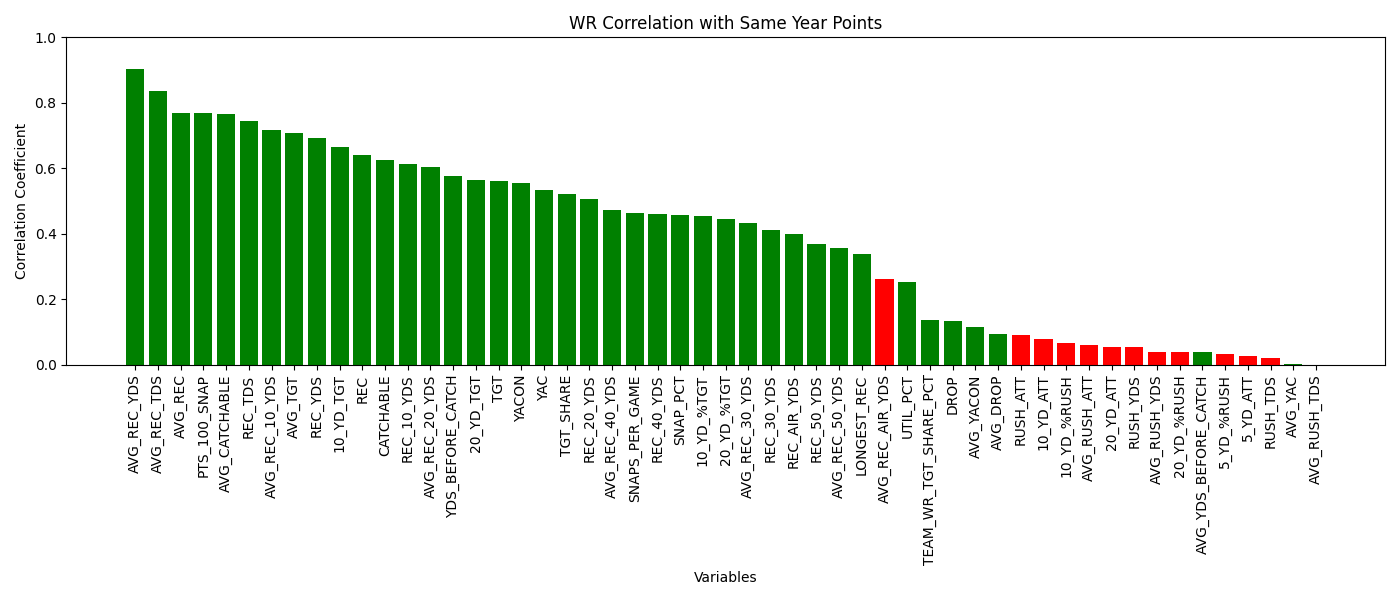 WR Correlation with Same Year Points
1.0
0.8
0.6
0.4
0.2
0.0
Correlation Coefficient
AVG_REC_YDS
AVG_REC_TDS
AVG_REC
PTS_100_SNAP
AVG_CATCHABLE
REC_TDS
AVG_REC_10_YDS
AVG_TGT
REC_YDS
10_YD_TGT
REC
CATCHABLE
REC_10_YDS
AVG_REC_20_YDS
YDS_BEFORE_CATCH
20_YD_TGT
TGT
YACON
YAC
TGT_SHARE
REC_20_YDS
AVG_REC_40_YDS
SNAPS_PER_GAME
REC_40_YDS
SNAP_PCT
10_YD_%TGT
20_YD_%TGT
AVG_REC_30_YDS
REC_30_YDS
REC_AIR_YDS
REC_50_YDS
AVG_REC_50_YDS
LONGEST_REC
AVG_REC_AIR_YDS
UTIL_PCT
TEAM_WR_TGT_SHARE_PCT
DROP
AVG_YACON
AVG_DROP
RUSH_ATT
10_YD_ATT
10_YD_%RUSH
AVG_RUSH_ATT
20_YD_ATT
RUSH_YDS
AVG_RUSH_YDS
20_YD_%RUSH
AVG_YDS_BEFORE_CATCH
5_YD_%RUSH
5_YD_ATT
RUSH_TDS
AVG_YAC
AVG_RUSH_TDS
Variables